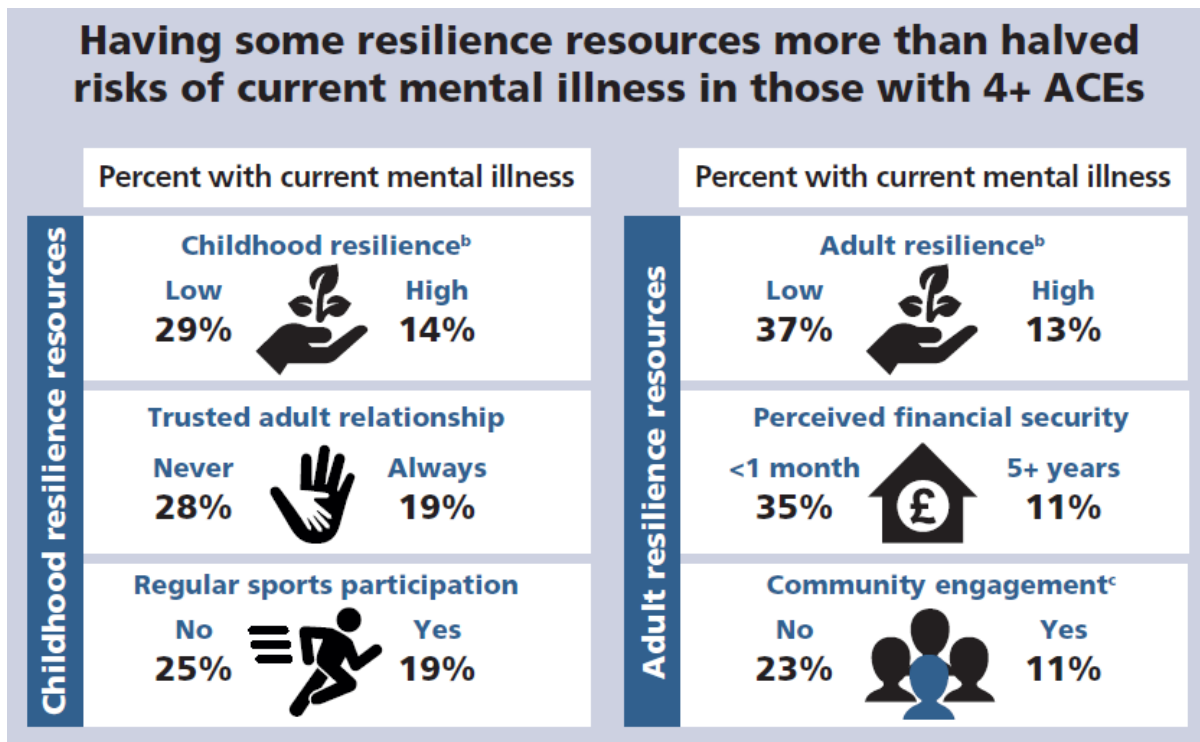 Having some resilience resources more than halved
risks of current mental illness in those with 4+ ACEs
Percent with current mental illness
Childhood resilience resources
Childhood resilienceᵇ
Low High
29% 14%
Trusted adult relationship
Never Always
28% 19%
Regular sports participation
No Yes
25% 19%
Percent with current mental illness
Adult resilience resources
Adult resilienceᵇ
Low High
37% 13%
Perceived financial security
<1 month 5+ years
35% £ 11%
Community engagementᶜ
No Yes
23% 11%